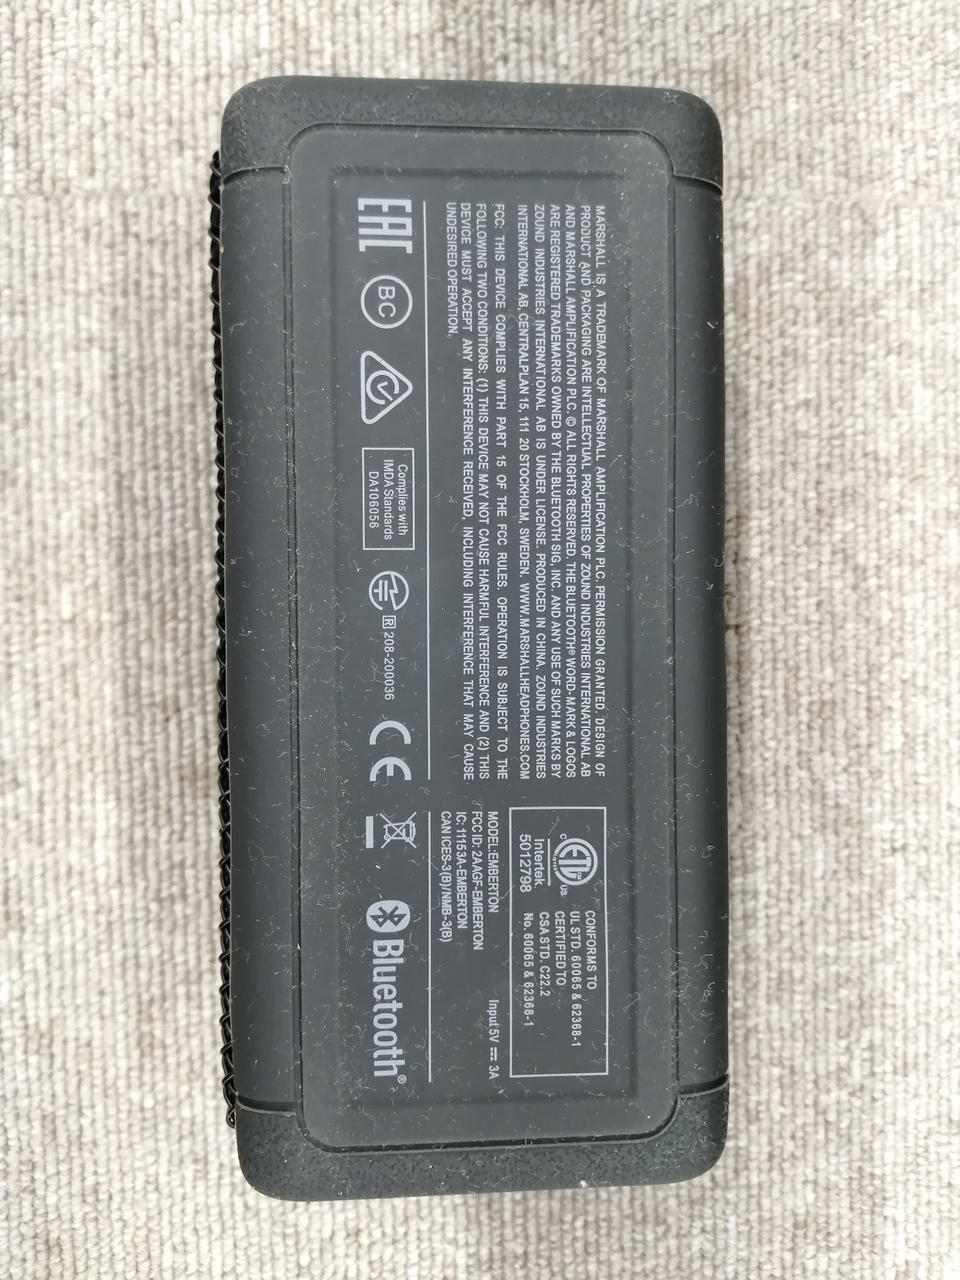 MARSHALL IS A TRADEMARK OF MARSHALL AMPLIFICATION PLC. PERMISSION GRANTED. DESIGN OF
PRODUCT AND PACKAGING ARE INTELLECTUAL PROPERTIES OF ZOUND INDUSTRIES INTERNATIONAL AB
AND MARSHALL AMPLIFICATION PLC. © ALL RIGHTS RESERVED. THE BLUETOOTH® WORD-MARK & LOGOS
ARE REGISTERED TRADEMARKS OWNED BY THE BLUETOOTH SIG, INC. AND ANY USE OF SUCH MARKS BY
ZOUND INDUSTRIES INTERNATIONAL AB IS UNDER LICENSE. PRODUCED IN CHINA. ZOUND INDUSTRIES
INTERNATIONAL AB, CENTRALPLAN 15, 111 20 STOCKHOLM, SWEDEN. WWW.MARSHALLHEADPHONES.COM
FCC: THIS DEVICE COMPLIES WITH PART 15 OF THE FCC RULES. OPERATION IS SUBJECT TO THE
FOLLOWING TWO CONDITIONS: (1) THIS DEVICE MAY NOT CAUSE HARMFUL INTERFERENCE AND (2) THIS
DEVICE MUST ACCEPT ANY INTERFERENCE RECEIVED, INCLUDING INTERFERENCE THAT MAY CAUSE
UNDESIRED OPERATION.
c ETL us
Intertek
5012798
CONFORMS TO
UL STD. 60065 & 62368-1
CERTIFIED TO
CSA STD. C22.2
No. 60065 & 62368-1
MODEL:EMBERTON
Input 5V ⎓ 3A
FCC ID: 2AAGF-EMBERTON
IC: 11153A-EMBERTON
CAN ICES-3(B)/NMB-3(B)
EAC
BC
Complies with
IMDA Standards
DA106056
R 208-200036
CE
Bluetooth®